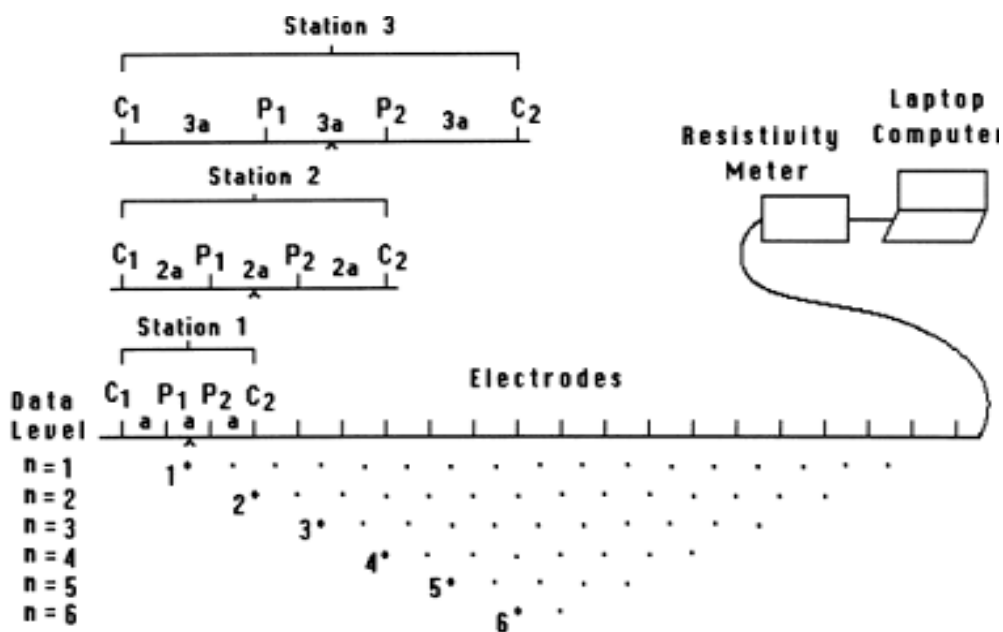 Station 3
C1 P1 P2 C2
3a 3a 3a
Resistivity Meter
Laptop Computer
Station 2
C1 P1 P2 C2
2a 2a 2a
Station 1
C1 P1 P2 C2
a a a
Electrodes
Data Level
n=1 1
n=2 2
n=3 3
n=4 4
n=5 5
n=6 6